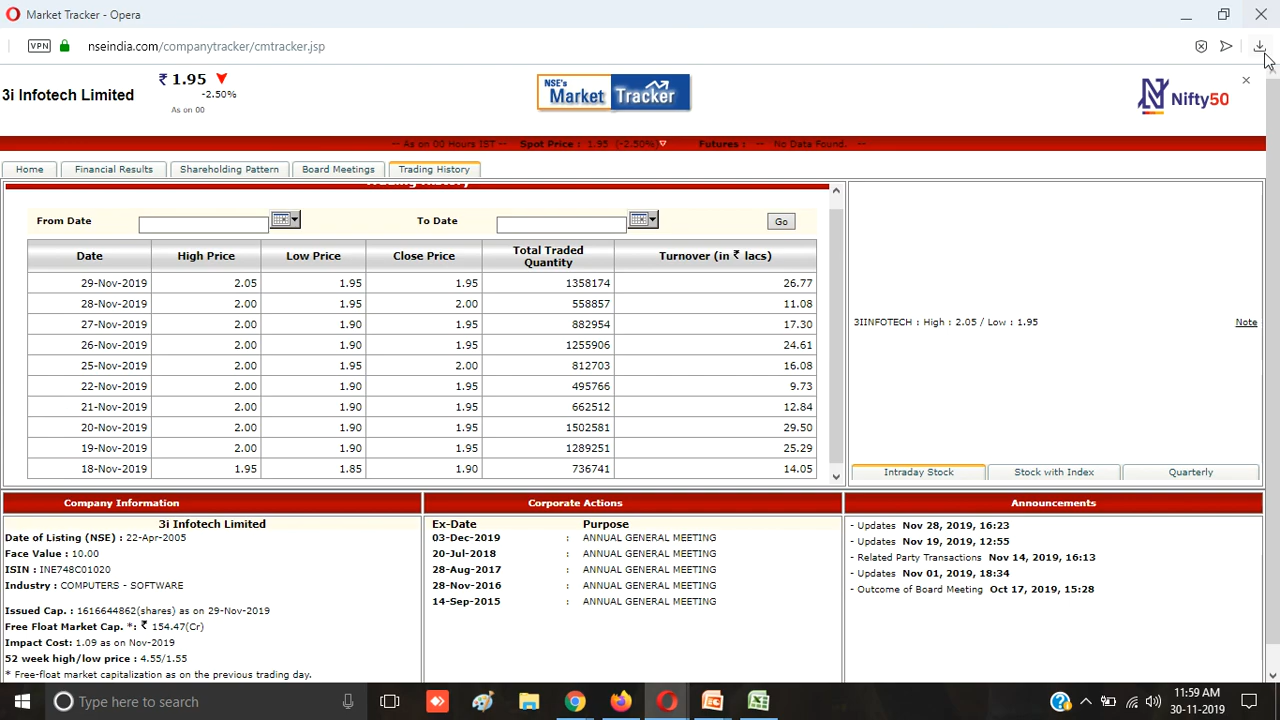 Market Tracker - Opera
VPN nseindia.com/companytracker/cmtracker.jsp
3i Infotech Limited
₹ 1.95
-2.50%
As on 00
NSE's
Market Tracker
Nifty50
-- As on 00 Hours IST -- Spot Price : 1.95 (-2.50%) Futures : -- No Data Found. --
Home Financial Results Shareholding Pattern Board Meetings Trading History
Trading History
From Date To Date Go
Date High Price Low Price Close Price Total Traded Quantity Turnover (in ₹ lacs)
29-Nov-2019 2.05 1.95 1.95 1358174 26.77
28-Nov-2019 2.00 1.95 2.00 558857 11.08
27-Nov-2019 2.00 1.90 1.95 882954 17.30
26-Nov-2019 2.00 1.90 1.95 1255906 24.61
25-Nov-2019 2.00 1.95 2.00 812703 16.08
22-Nov-2019 2.00 1.90 1.95 495766 9.73
21-Nov-2019 2.00 1.90 1.95 662512 12.84
20-Nov-2019 2.00 1.90 1.95 1502581 29.50
19-Nov-2019 2.00 1.90 1.95 1289251 25.29
18-Nov-2019 1.95 1.85 1.90 736741 14.05
3IINFOTECH : High : 2.05 / Low : 1.95 Note
Intraday Stock Stock with Index Quarterly
Company Information
3i Infotech Limited
Date of Listing (NSE) : 22-Apr-2005
Face Value : 10.00
ISIN : INE748C01020
Industry : COMPUTERS - SOFTWARE
Issued Cap. : 1616644862(shares) as on 29-Nov-2019
Free Float Market Cap. *: ₹ 154.47(Cr)
Impact Cost: 1.09 as on Nov-2019
52 week high/low price : 4.55/1.55
* Free-float market capitalization as on the previous trading day.
Corporate Actions
Ex-Date Purpose
03-Dec-2019 : ANNUAL GENERAL MEETING
20-Jul-2018 : ANNUAL GENERAL MEETING
28-Aug-2017 : ANNUAL GENERAL MEETING
28-Nov-2016 : ANNUAL GENERAL MEETING
14-Sep-2015 : ANNUAL GENERAL MEETING
Announcements
- Updates Nov 28, 2019, 16:23
- Updates Nov 19, 2019, 12:55
- Related Party Transactions Nov 14, 2019, 16:13
- Updates Nov 01, 2019, 18:34
- Outcome of Board Meeting Oct 17, 2019, 15:28
Type here to search
11:59 AM
30-11-2019